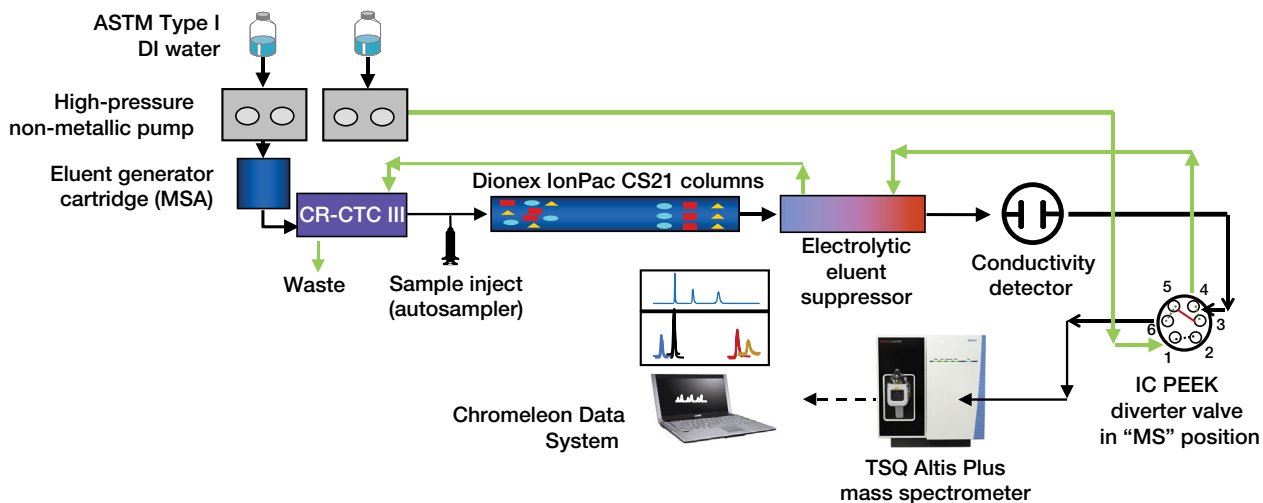 ASTM Type I
DI water
High-pressure
non-metallic pump
Eluent generator
cartridge (MSA)
CR-CTC III
Waste
Sample inject
(autosampler)
Dionex IonPac CS21 columns
Electrolytic
eluent
suppressor
Conductivity
detector
5
4
6
3
1
2
IC PEEK
diverter valve
in “MS” position
Chromeleon Data
System
TSQ Altis Plus
mass spectrometer